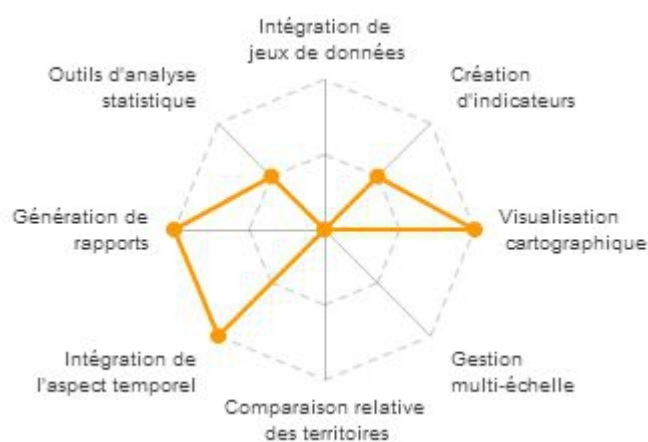 Intégration de
jeux de données
Création
d'indicateurs
Visualisation
cartographique
Gestion
multi-échelle
Comparaison relative
des territoires
Intégration de
l'aspect temporel
Génération de
rapports
Outils d'analyse
statistique